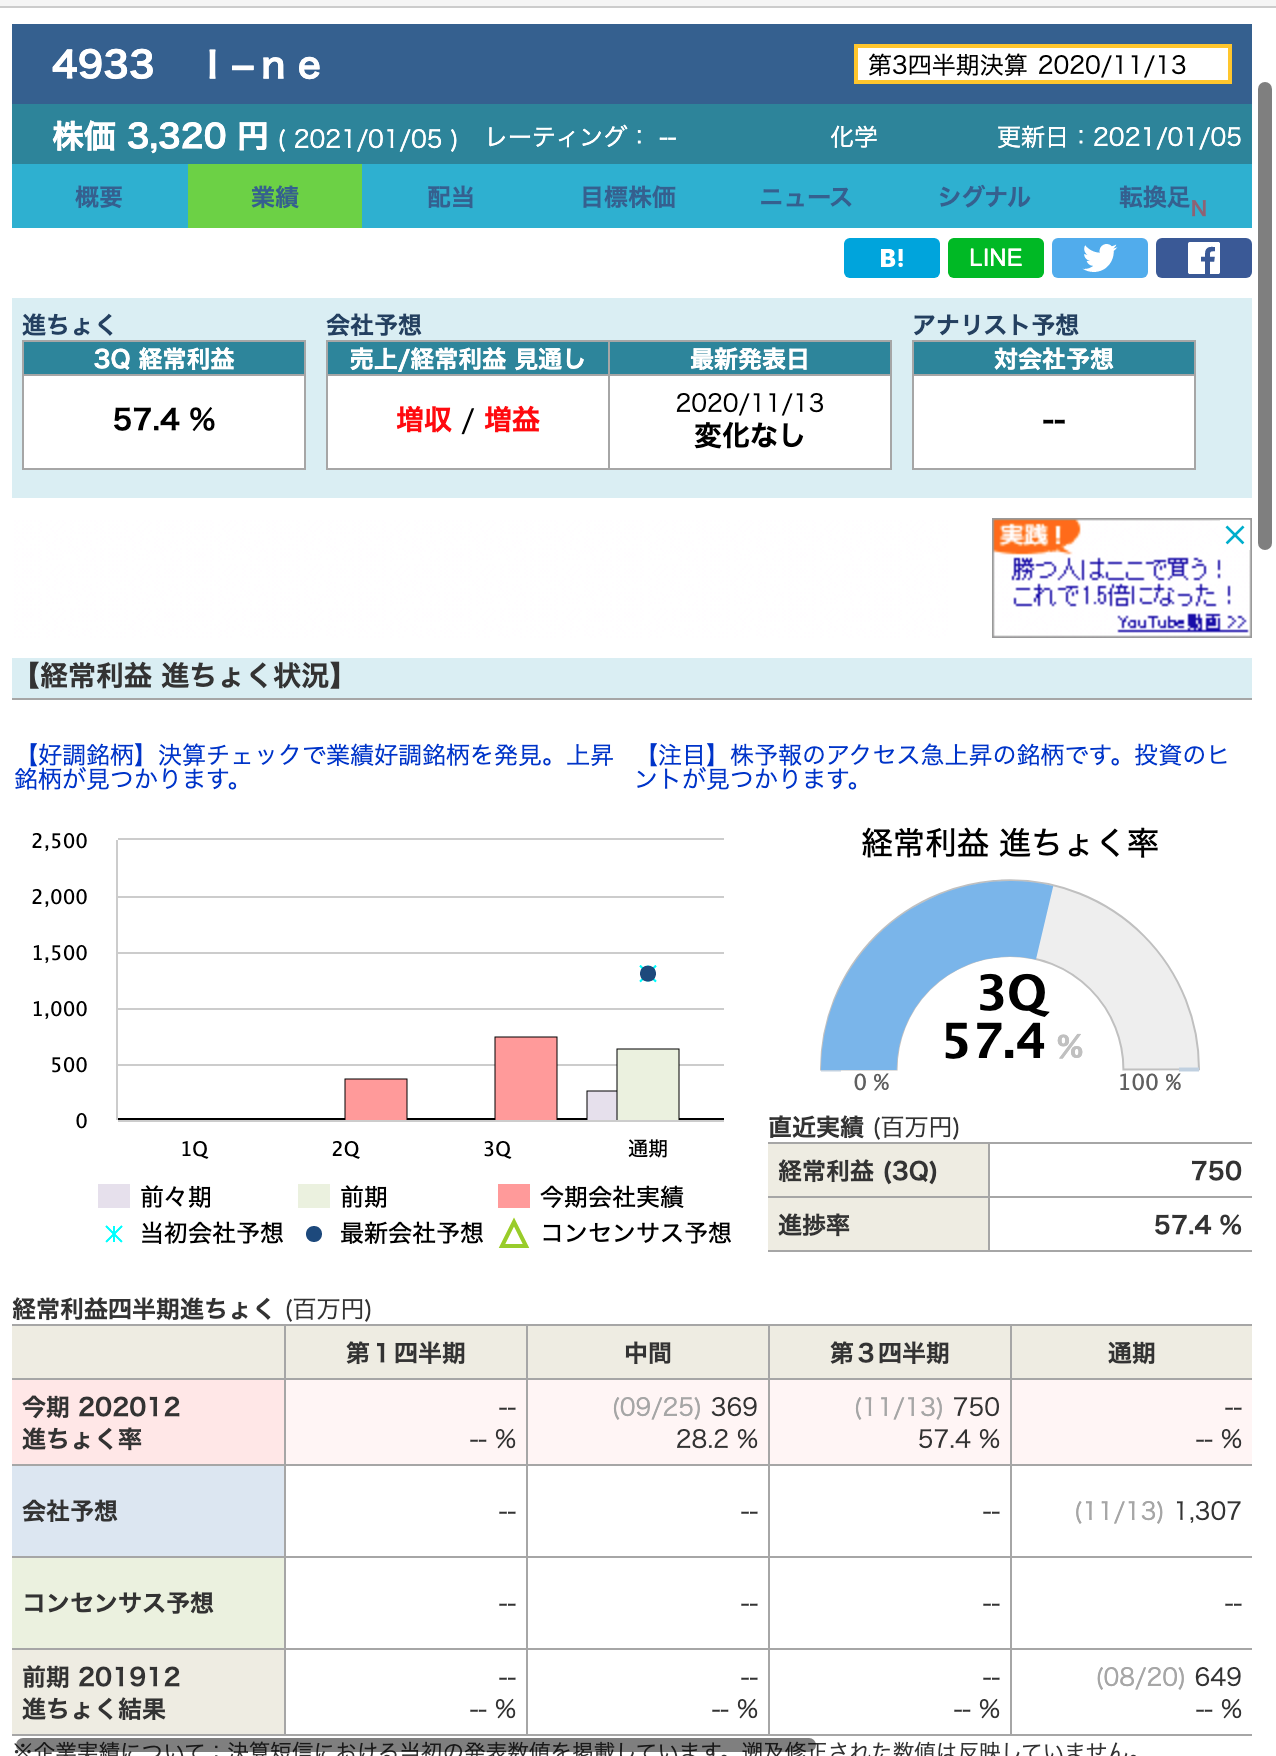 4933　Ｉ－ｎｅ
第3四半期決算 2020/11/13
株価 3,320 円 ( 2021/01/05 )　レーティング： --　化学　更新日：2021/01/05
概要　業績　配当　目標株価　ニュース　シグナル　転換足N
B!　LINE
進ちょく　会社予想　アナリスト予想
3Q 経常利益　売上/経常利益 見通し　最新発表日　対会社予想
57.4 %　増収 / 増益　2020/11/13　--
変化なし
実践！
勝つ人はここで買う！
これで1.5倍になった！
YouTube動画 >>
【経常利益 進ちょく状況】
【好調銘柄】決算チェックで業績好調銘柄を発見。上昇
銘柄が見つかります。
【注目】株予報のアクセス急上昇の銘柄です。投資のヒ
ントが見つかります。
2,500
2,000
1,500
1,000
500
0
1Q　2Q　3Q　通期
前々期　前期　今期会社実績
当初会社予想　最新会社予想　コンセンサス予想
経常利益 進ちょく率
3Q
57.4 %
0 %　100 %
直近実績 (百万円)
経常利益 (3Q)　750
進捗率　57.4 %
経常利益四半期進ちょく (百万円)
第１四半期　中間　第３四半期　通期
今期 202012　--　(09/25) 369　(11/13) 750　--
進ちょく率　-- %　28.2 %　57.4 %　-- %
会社予想　--　--　--　(11/13) 1,307
コンセンサス予想　--　--　--　--
前期 201912　--　--　--　(08/20) 649
進ちょく結果　-- %　-- %　-- %　-- %
※企業実績について：決算短信における当初の発表数値を掲載しています。遡及修正された数値は反映していません。